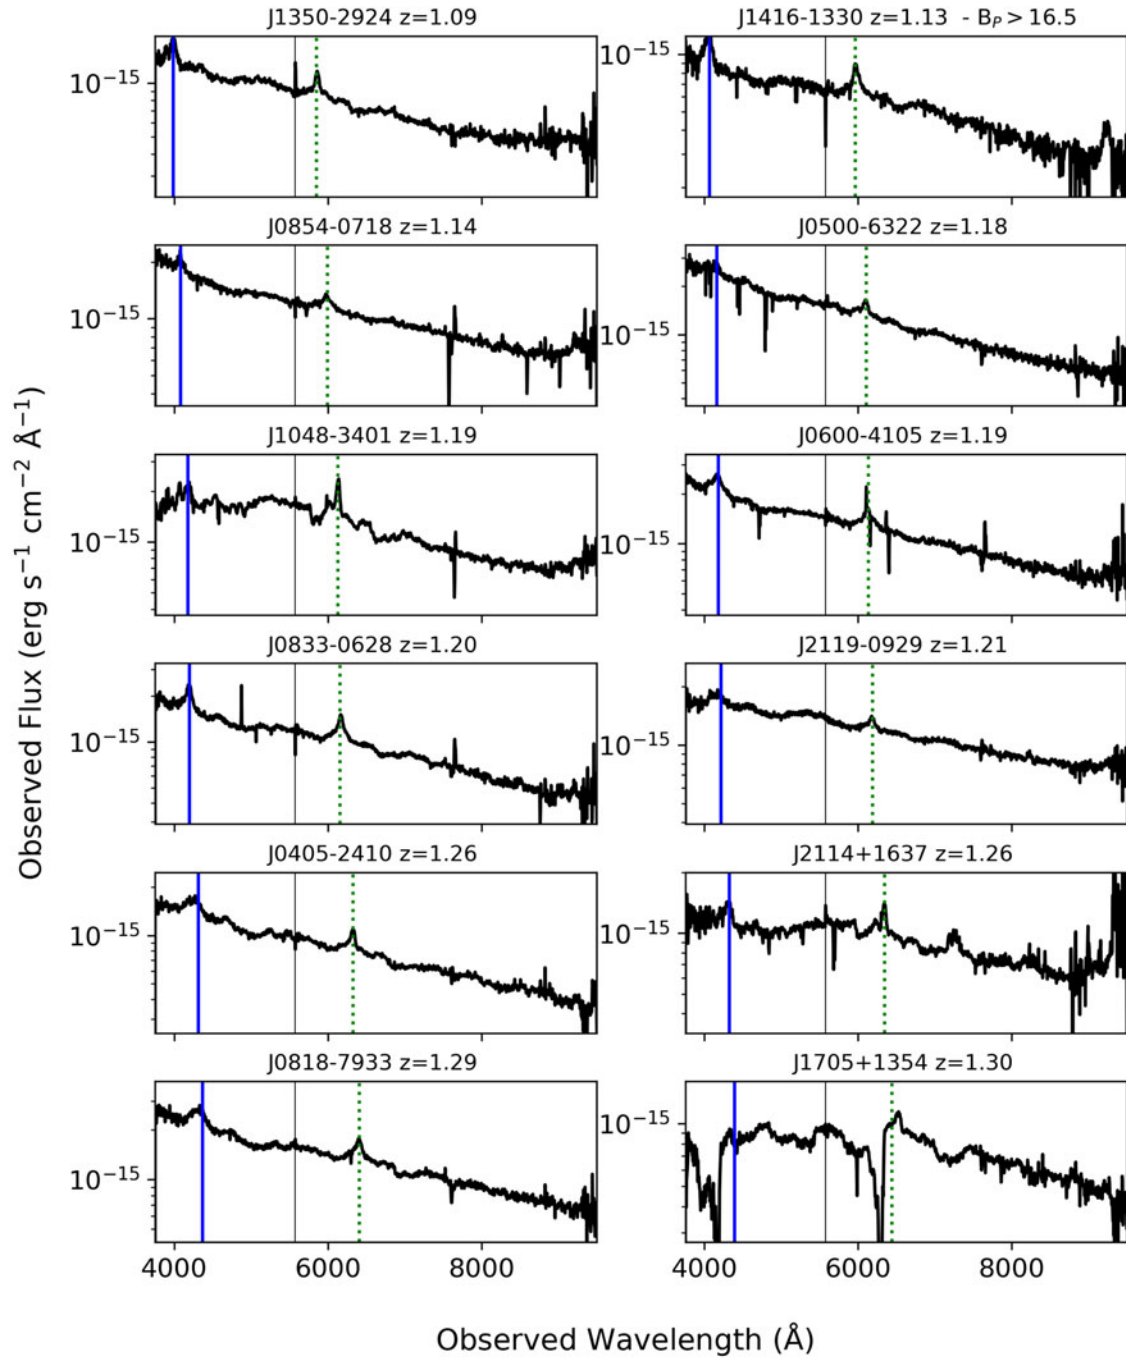 J1350-2924 z=1.09
J1416-1330 z=1.13 - B_P > 16.5
10⁻¹⁵
10⁻¹⁵
J0854-0718 z=1.14
J0500-6322 z=1.18
10⁻¹⁵
10⁻¹⁵
J1048-3401 z=1.19
J0600-4105 z=1.19
10⁻¹⁵
10⁻¹⁵
J0833-0628 z=1.20
J2119-0929 z=1.21
10⁻¹⁵
10⁻¹⁵
J0405-2410 z=1.26
J2114+1637 z=1.26
10⁻¹⁵
10⁻¹⁵
J0818-7933 z=1.29
J1705+1354 z=1.30
10⁻¹⁵
10⁻¹⁵
4000 6000 8000
4000 6000 8000
Observed Flux (erg s⁻¹ cm⁻² Å⁻¹)
Observed Wavelength (Å)